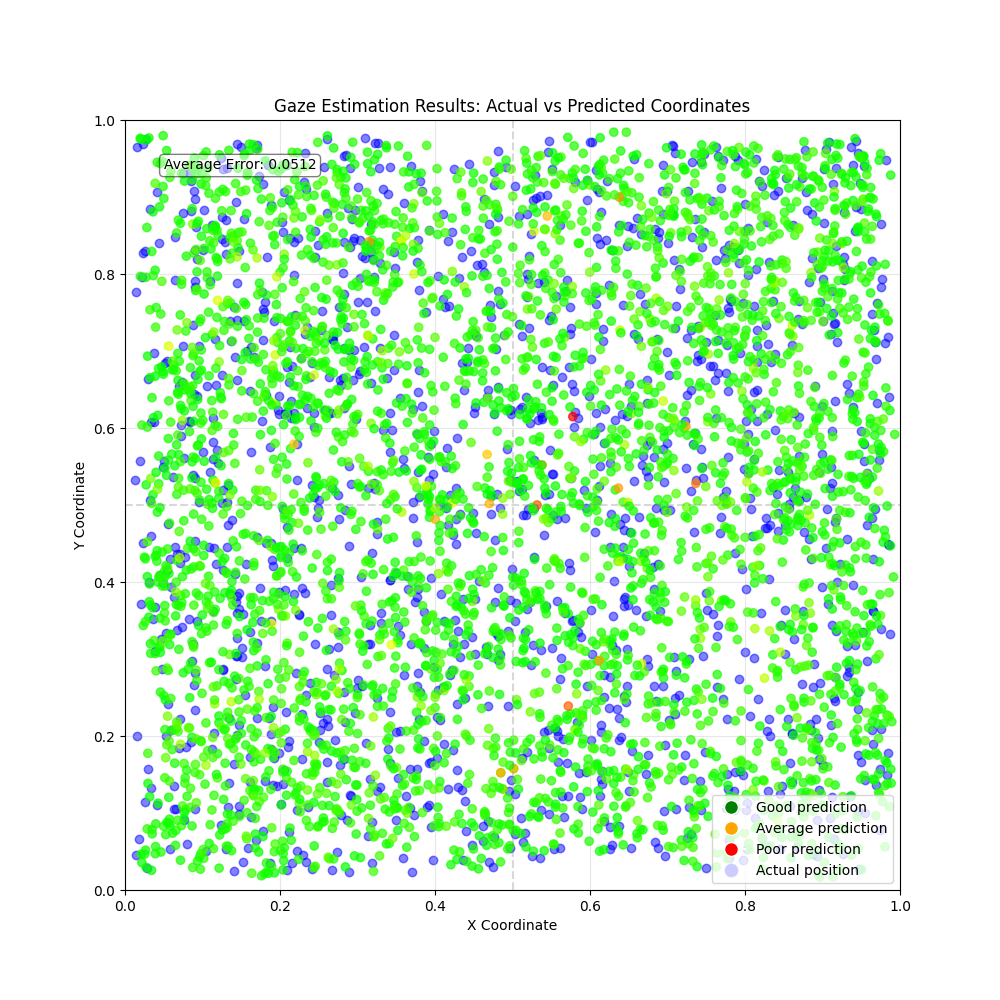 Gaze Estimation Results: Actual vs Predicted Coordinates
Average Error: 0.0512
Y Coordinate
1.0
0.8
0.6
0.4
0.2
0.0
0.0 0.2 0.4 0.6 0.8 1.0
X Coordinate
Good prediction
Average prediction
Poor prediction
Actual position